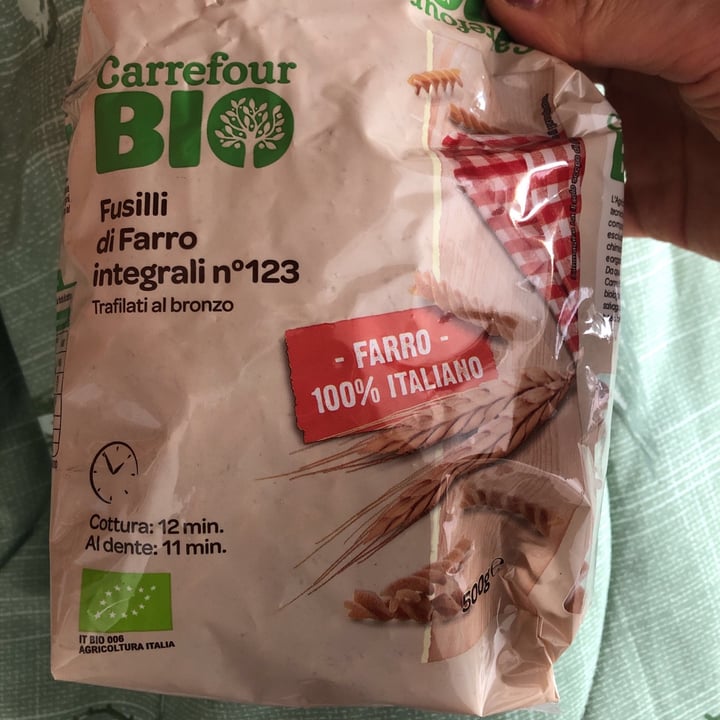 Carrefour
BIO
Fusilli
di Farro
integrali nº123
Trafilati al bronzo
- FARRO -
100% ITALIANO
Cottura: 12 min.
Al dente: 11 min.
500g e
IT BIO 006
AGRICOLTURA ITALIA